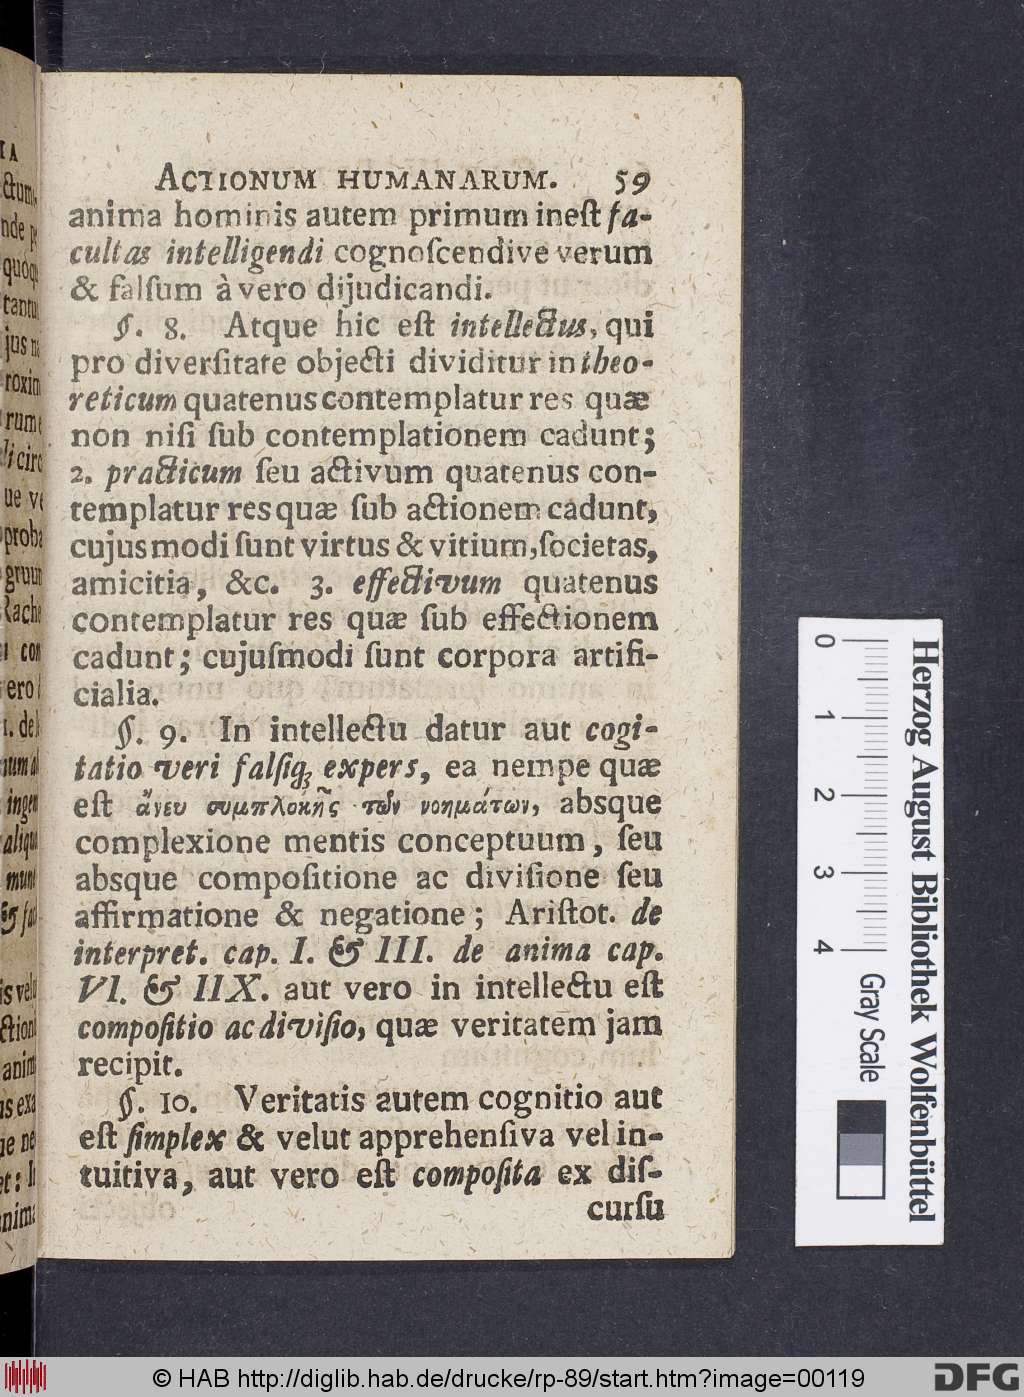 ACTIONUM HUMANARUM. 59
anima hominis autem primum ineſt fa-
cultas intelligendi cognoſcendive verum
& falſum à vero dijudicandi.
§. 8. Atque hic eſt intellectus, qui
pro diverſitate objecti dividitur in theo-
reticum quatenus contemplatur res quæ
non niſi ſub contemplationem cadunt;
2. practicum ſeu activum quatenus con-
templatur res quæ ſub actionem cadunt,
cujusmodi ſunt virtus & vitium, ſocietas,
amicitia, &c. 3. effectivum quatenus
contemplatur res quæ ſub effectionem
cadunt; cujuſmodi ſunt corpora artifi-
cialia.
§. 9. In intellectu datur aut cogi-
tatio veri falſiq; expers, ea nempe quæ
eſt ἄνευ συμπλοκῆς τῶν νοημάτων, absque
complexione mentis conceptuum, ſeu
absque compoſitione ac diviſione ſeu
affirmatione & negatione; Ariſtot. de
interpret. cap. I. & III. de anima cap.
VI. & IIX. aut vero in intellectu eſt
compoſitio ac diviſio, quæ veritatem jam
recipit.
§. 10. Veritatis autem cognitio aut
eſt ſimplex & velut apprehenſiva vel in-
tuitiva, aut vero eſt compoſita ex diſ-
curſu
0 1 2 3 4
Gray Scale
Herzog August Bibliothek Wolfenbüttel
© HAB http://diglib.hab.de/drucke/rp-89/start.htm?image=00119
DFG